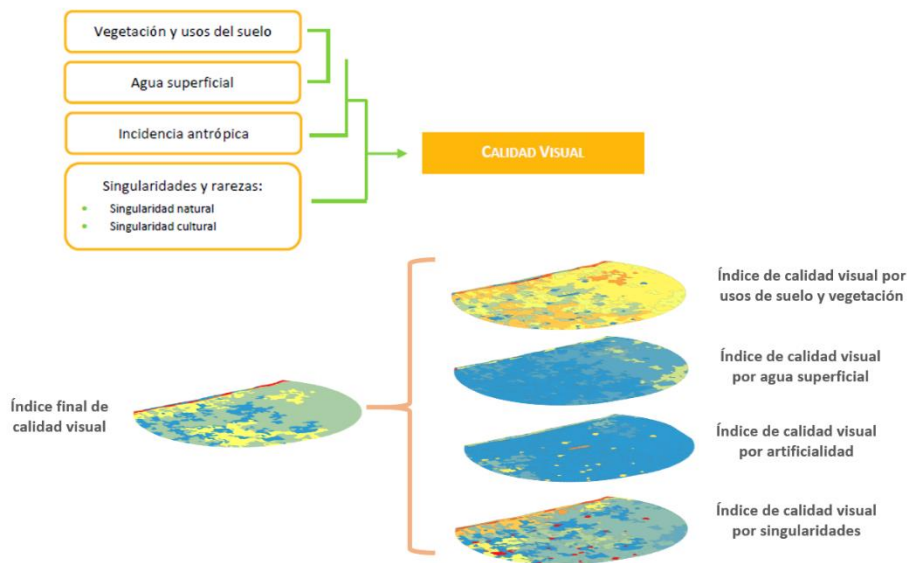 Vegetación y usos del suelo
Agua superficial
Incidencia antrópica
Singularidades y rarezas:
• Singularidad natural
• Singularidad cultural
CALIDAD VISUAL
Índice final de
calidad visual
Índice de calidad visual por
usos de suelo y vegetación
Índice de calidad visual
por agua superficial
Índice de calidad visual
por artificialidad
Índice de calidad visual
por singularidades